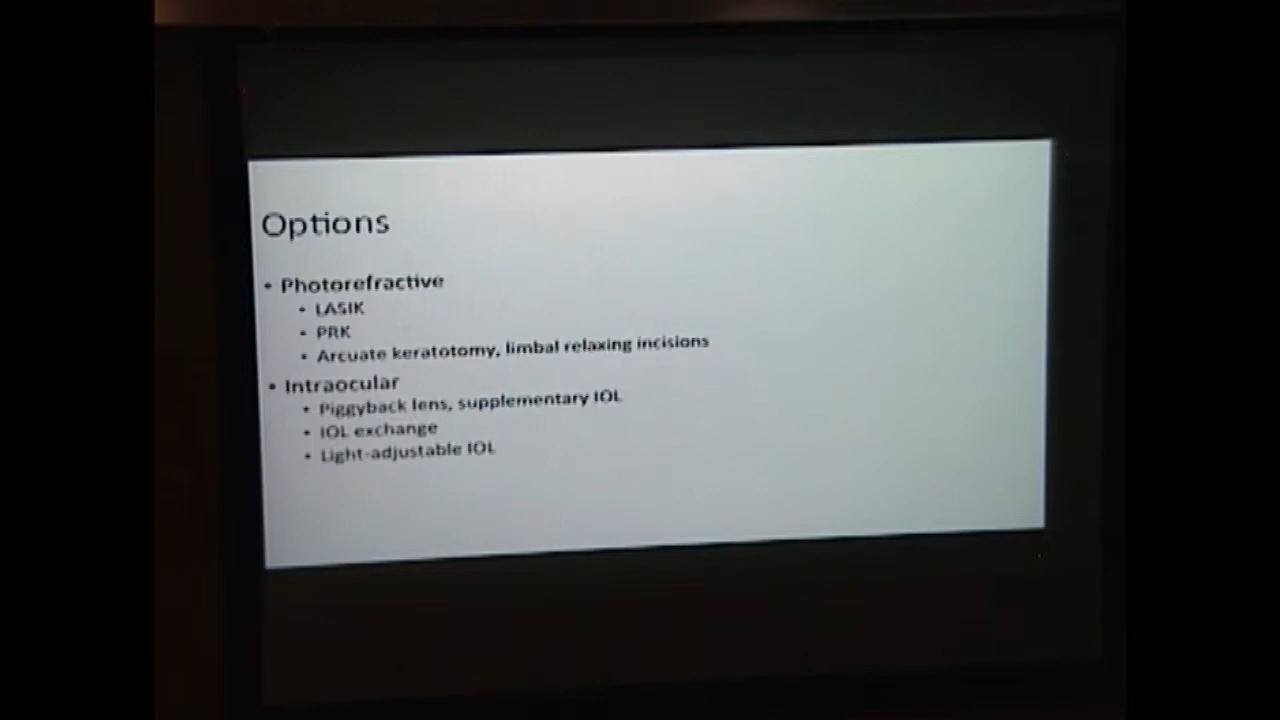 Options
• Photorefractive
• LASIK
• PRK
• Arcuate keratotomy, limbal relaxing incisions
• Intraocular
• Piggyback lens, supplementary IOL
• IOL exchange
• Light-adjustable IOL